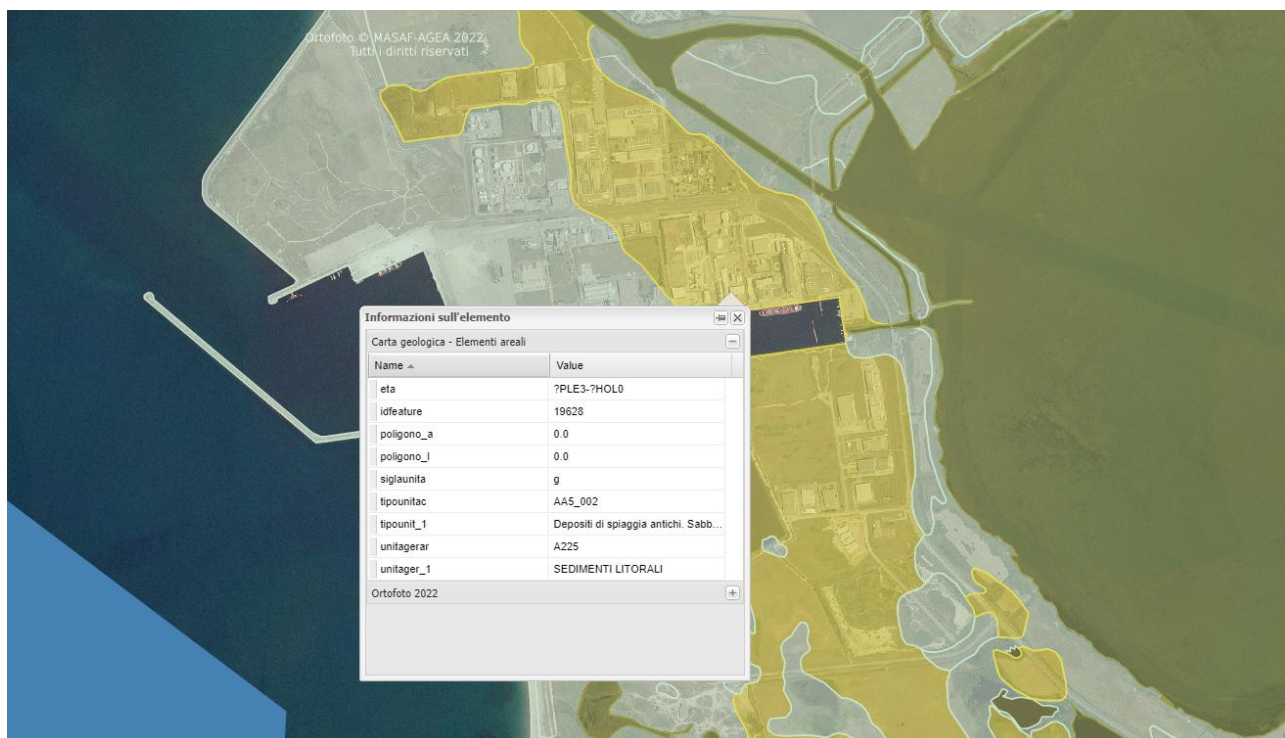 Ortofoto © MASAF-AGEA 2022
Tutti i diritti riservati
Informazioni sull'elemento
Carta geologica - Elementi areali
Name Value
eta ?PLE3-?HOL0
idfeature 19628
poligono_a 0.0
poligono_l 0.0
siglaunita g
tipounitac AA5_002
tipounit_1 Depositi di spiaggia antichi. Sabb...
unitagerar A225
unitager_1 SEDIMENTI LITORALI
Ortofoto 2022